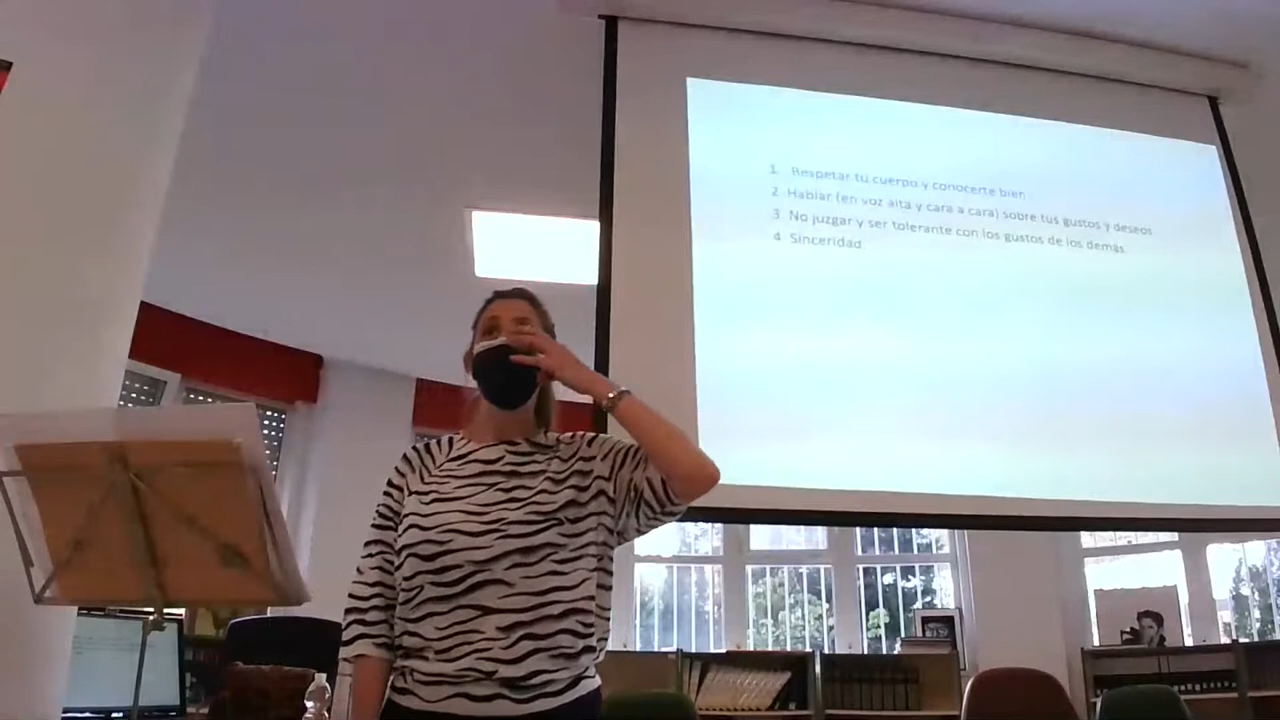 1. Respetar tu cuerpo y conocerte bien
2 Hablar (en voz alta y cara a cara) sobre tus gustos y deseos
3 No juzgar y ser tolerante con los gustos de los demás.
4 Sinceridad